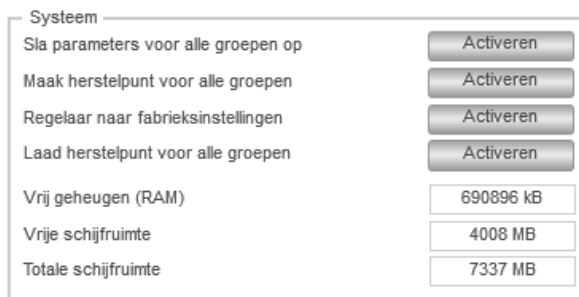 Systeem
Sla parameters voor alle groepen op Activeren
Maak herstelpunt voor alle groepen Activeren
Regelaar naar fabrieksinstellingen Activeren
Laad herstelpunt voor alle groepen Activeren
Vrij geheugen (RAM) 690896 kB
Vrije schijfruimte 4008 MB
Totale schijfruimte 7337 MB